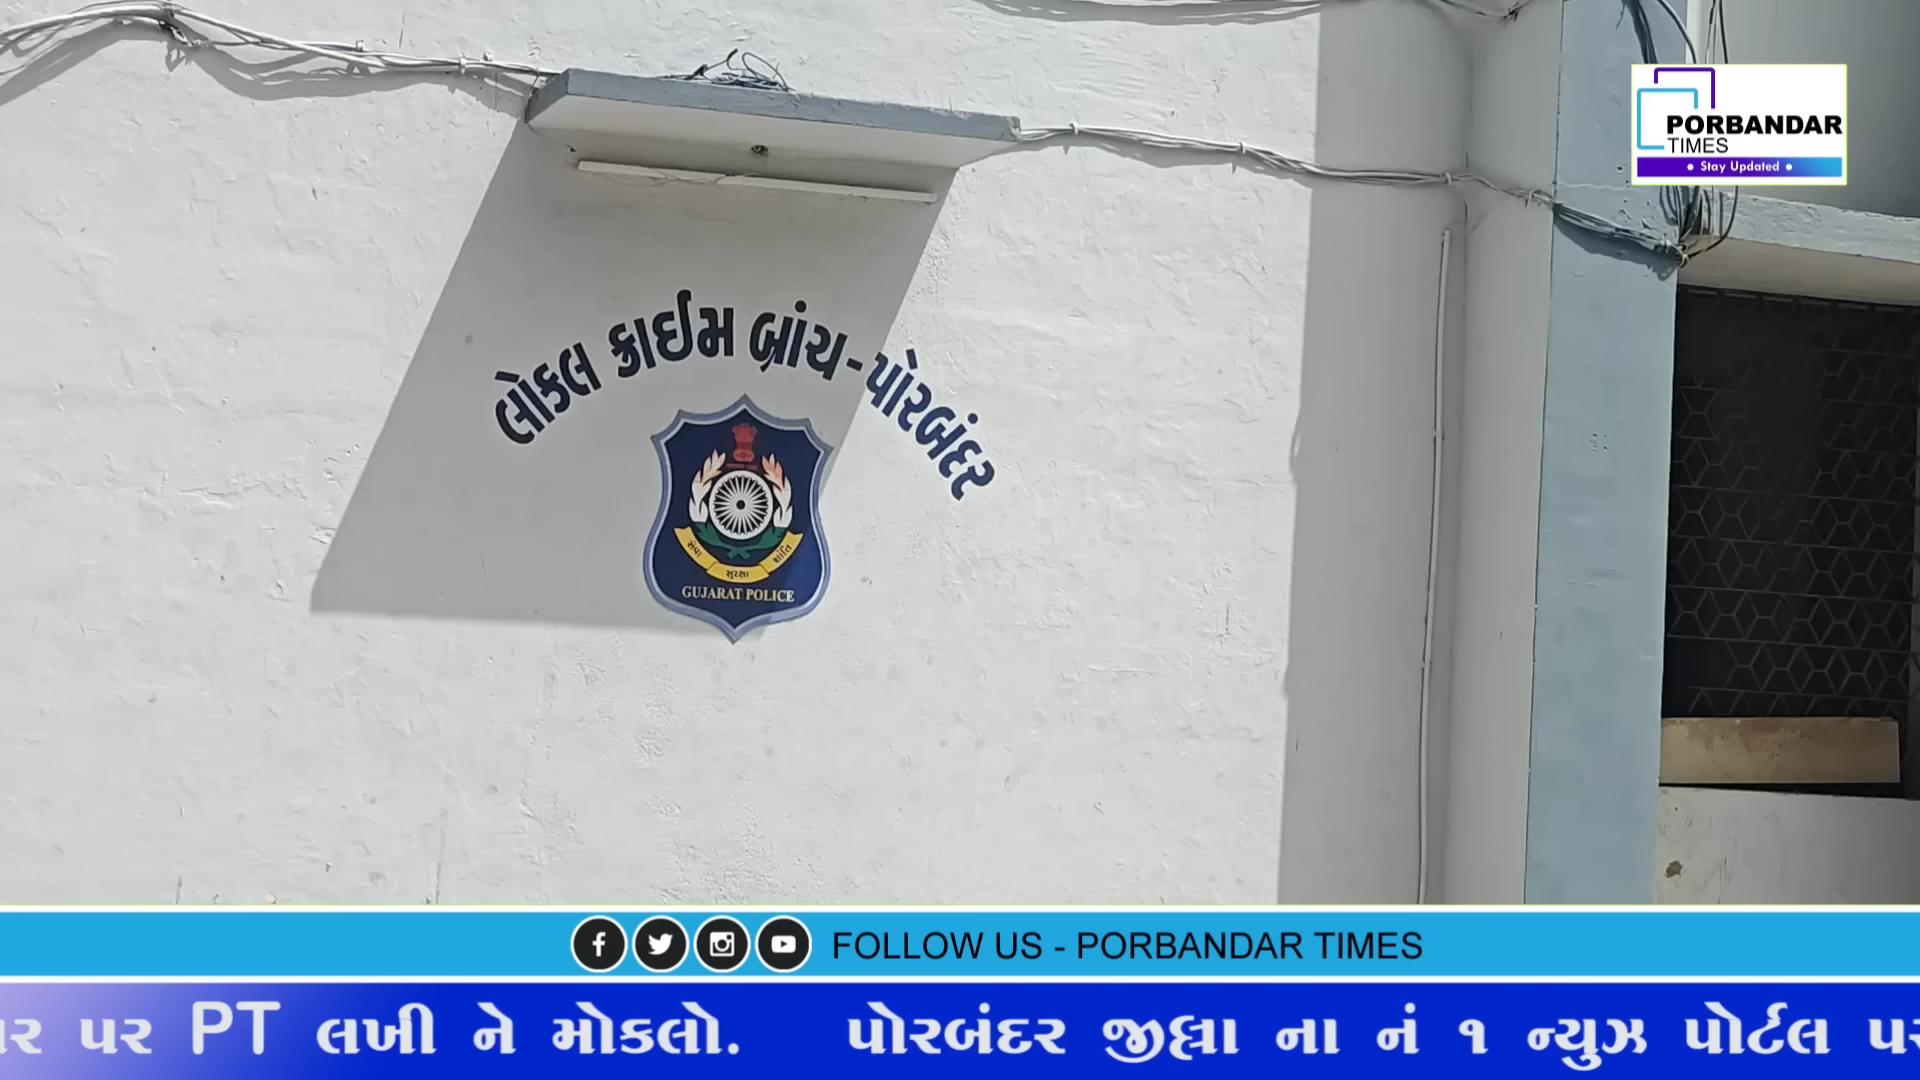 PORBANDAR
TIMES
• Stay Updated •
લોકલ ક્રાઈમ બ્રાંચ-પોરબંદર
સેવા
સુરક્ષા
શાંતિ
GUJARAT POLICE
FOLLOW US - PORBANDAR TIMES
પર PT લખી ને મોકલો. પોરબંદર જીલ્લા ના નં ૧ ન્યુઝ પોર્ટલ